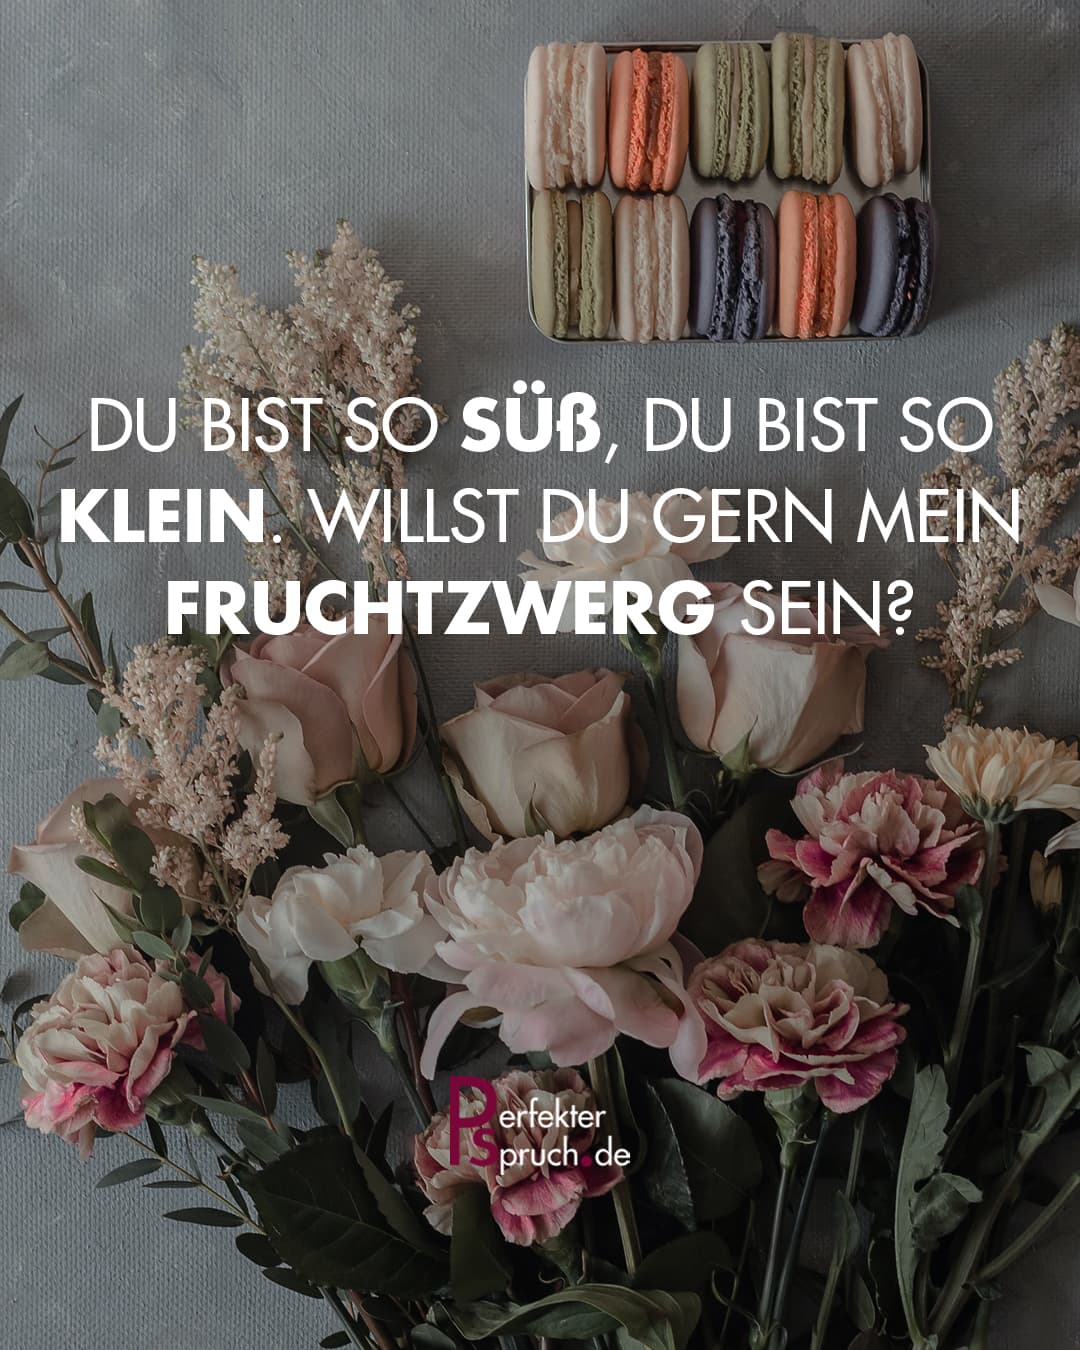 DU BIST SO SÜß, DU BIST SO
KLEIN. WILLST DU GERN MEIN
FRUCHTZWERG SEIN?
Perfekter
Spruch.de